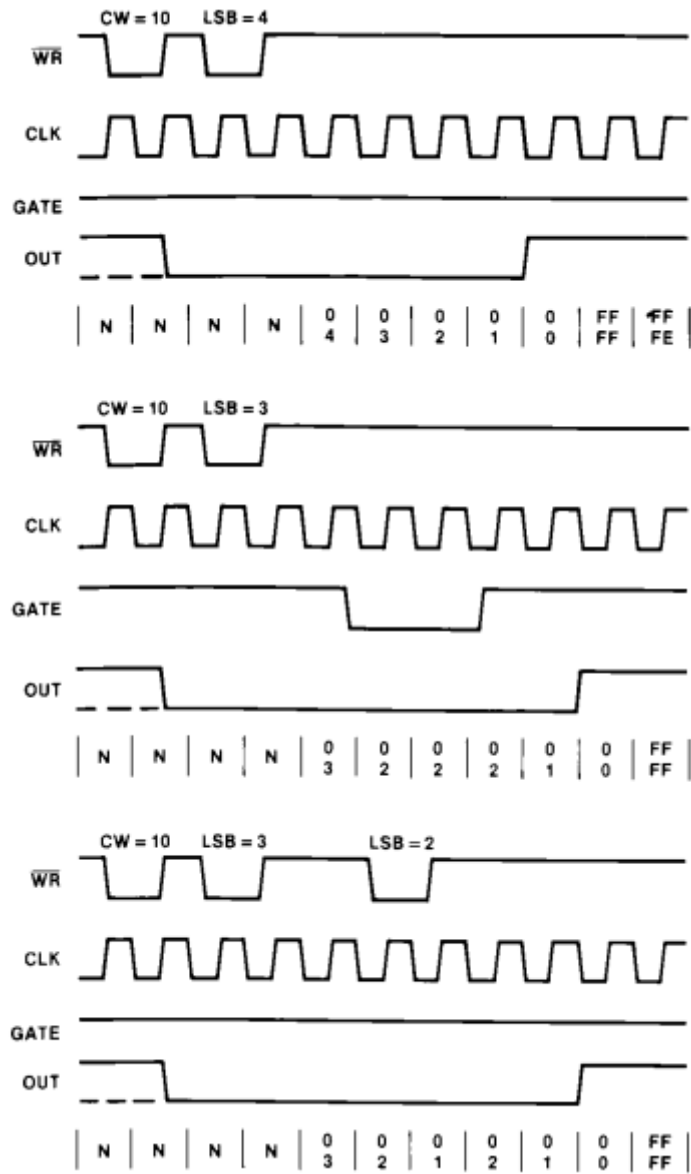 CW = 10 LSB = 4
WR
CLK
GATE
OUT
N N N N 0 0 0 0 0 FF FF
4 3 2 1 0 FF FE
CW = 10 LSB = 3
WR
CLK
GATE
OUT
N N N N 0 0 0 0 0 0 FF
3 2 2 2 1 0 FF
CW = 10 LSB = 3 LSB = 2
WR
CLK
GATE
OUT
N N N N 0 0 0 0 0 0 FF
3 2 1 2 1 0 FF